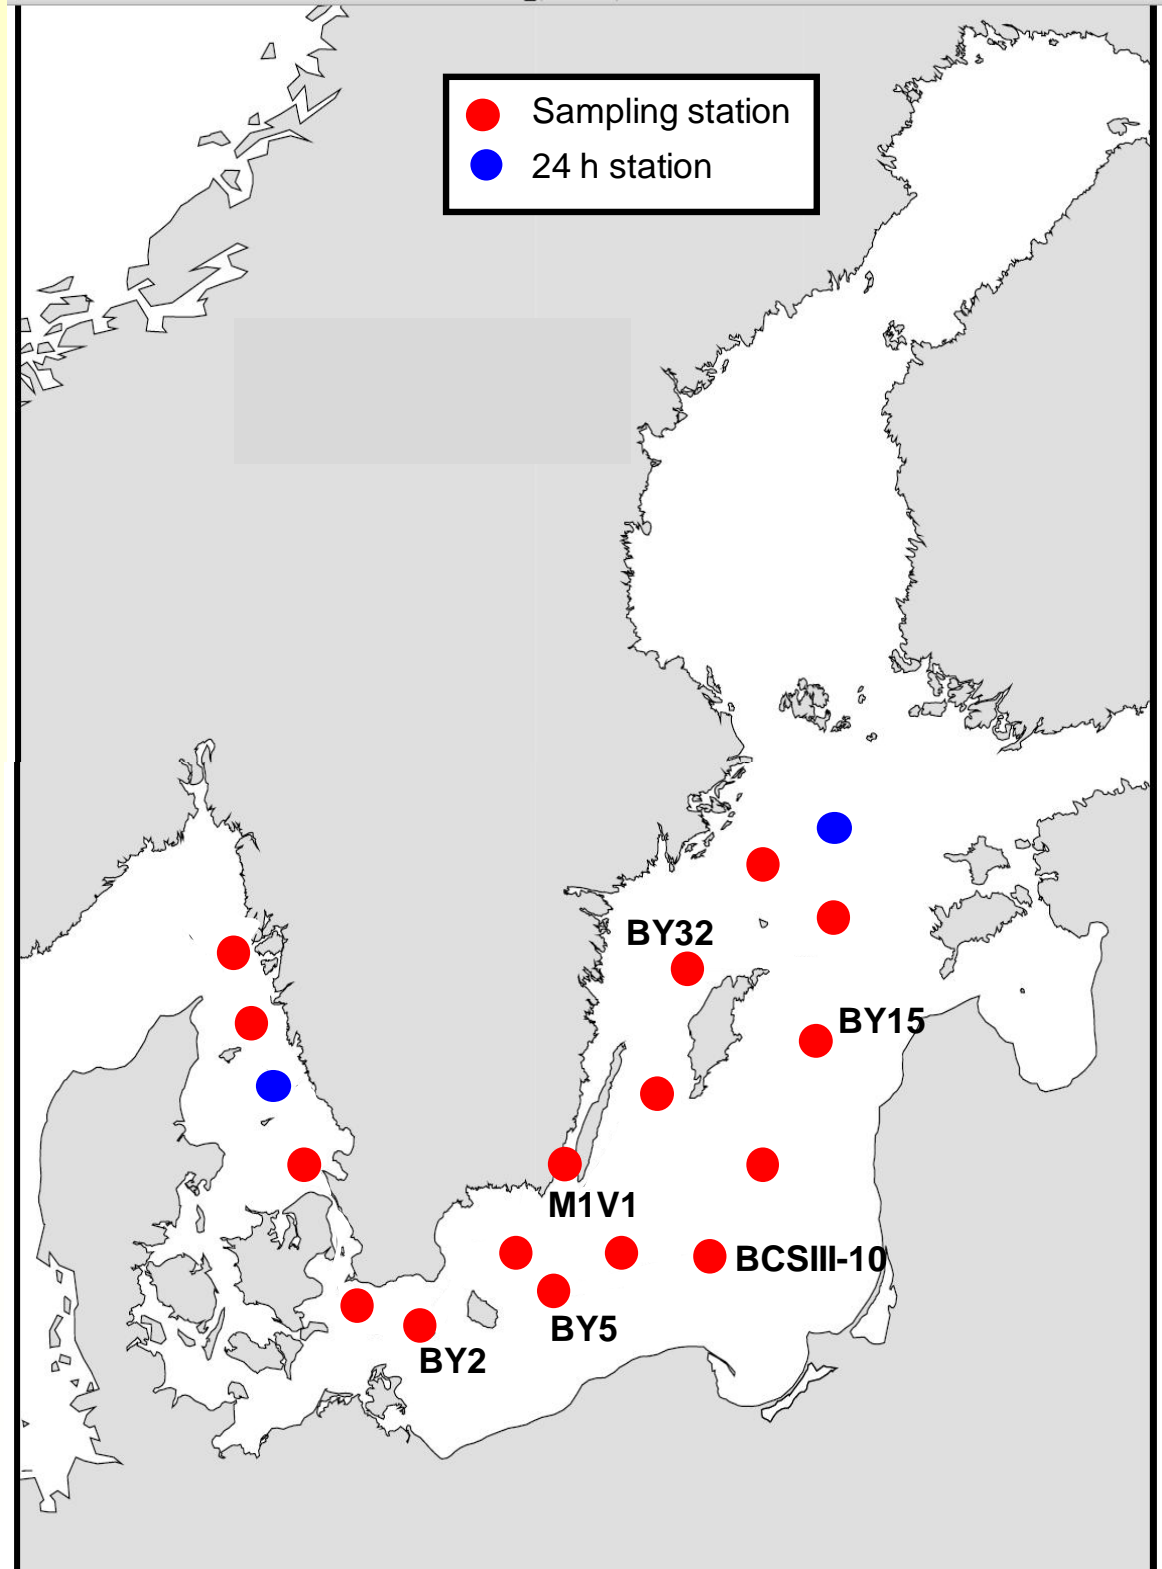 Sampling station
24 h station
BY32
BY15
M1V1
BCSIII-10
BY5
BY2